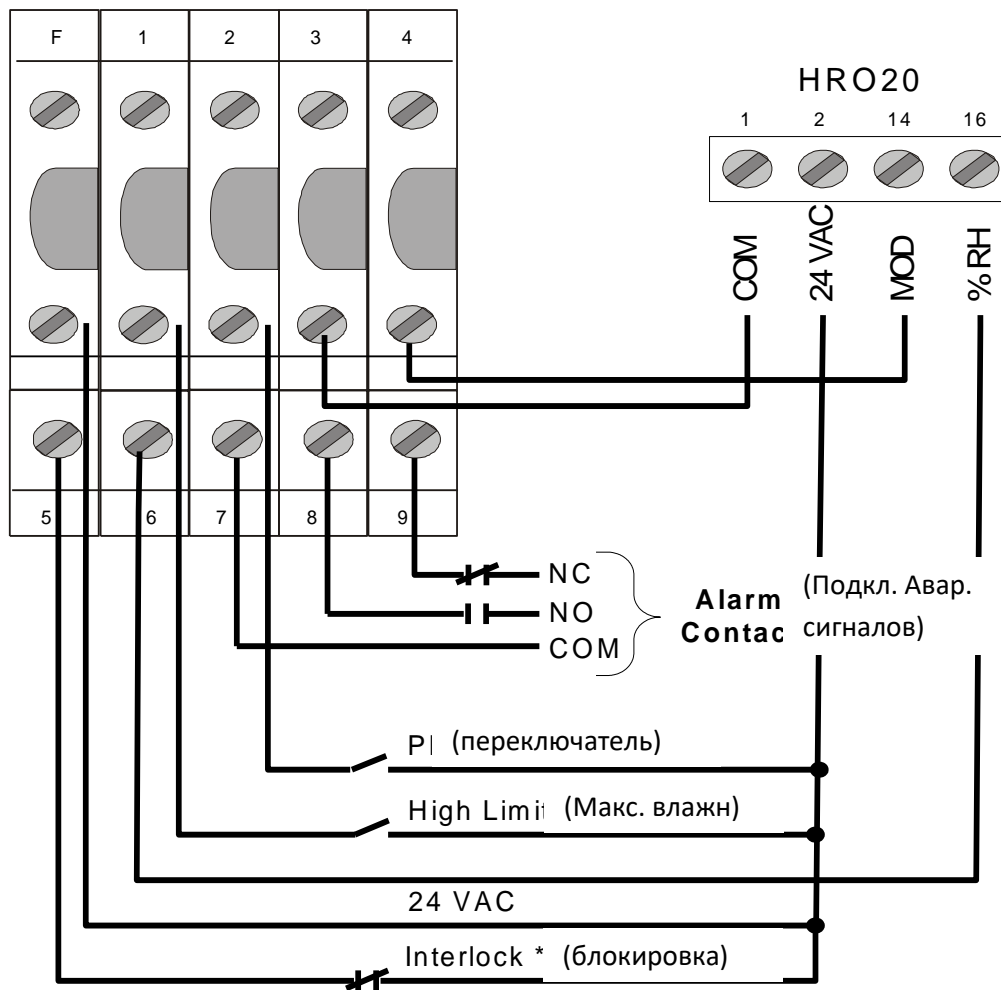 F 1 2 3 4
HRO20
1 2 14 16
COM
24 VAC
MOD
%RH
5 6 7 8 9
NC
NO
COM
Alarm (Подкл. Авар.
сигналов)
(переключатель)
High (Макс. влажн)
24 VAC
Interlock * (блокировка)